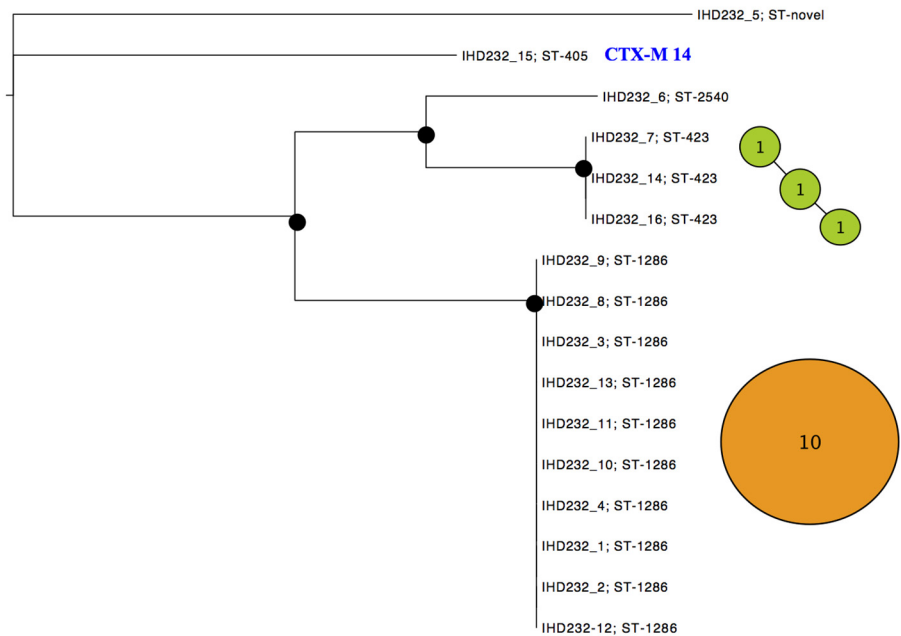 IHD232_5; ST-novel
IHD232_15; ST-405 CTX-M 14
IHD232_6; ST-2540
IHD232_7; ST-423
1
IHD232_14; ST-423
1
IHD232_16; ST-423
1
IHD232_9; ST-1286
IHD232_8; ST-1286
IHD232_3; ST-1286
IHD232_13; ST-1286
IHD232_11; ST-1286
10
IHD232_10; ST-1286
IHD232_4; ST-1286
IHD232_1; ST-1286
IHD232_2; ST-1286
IHD232-12; ST-1286